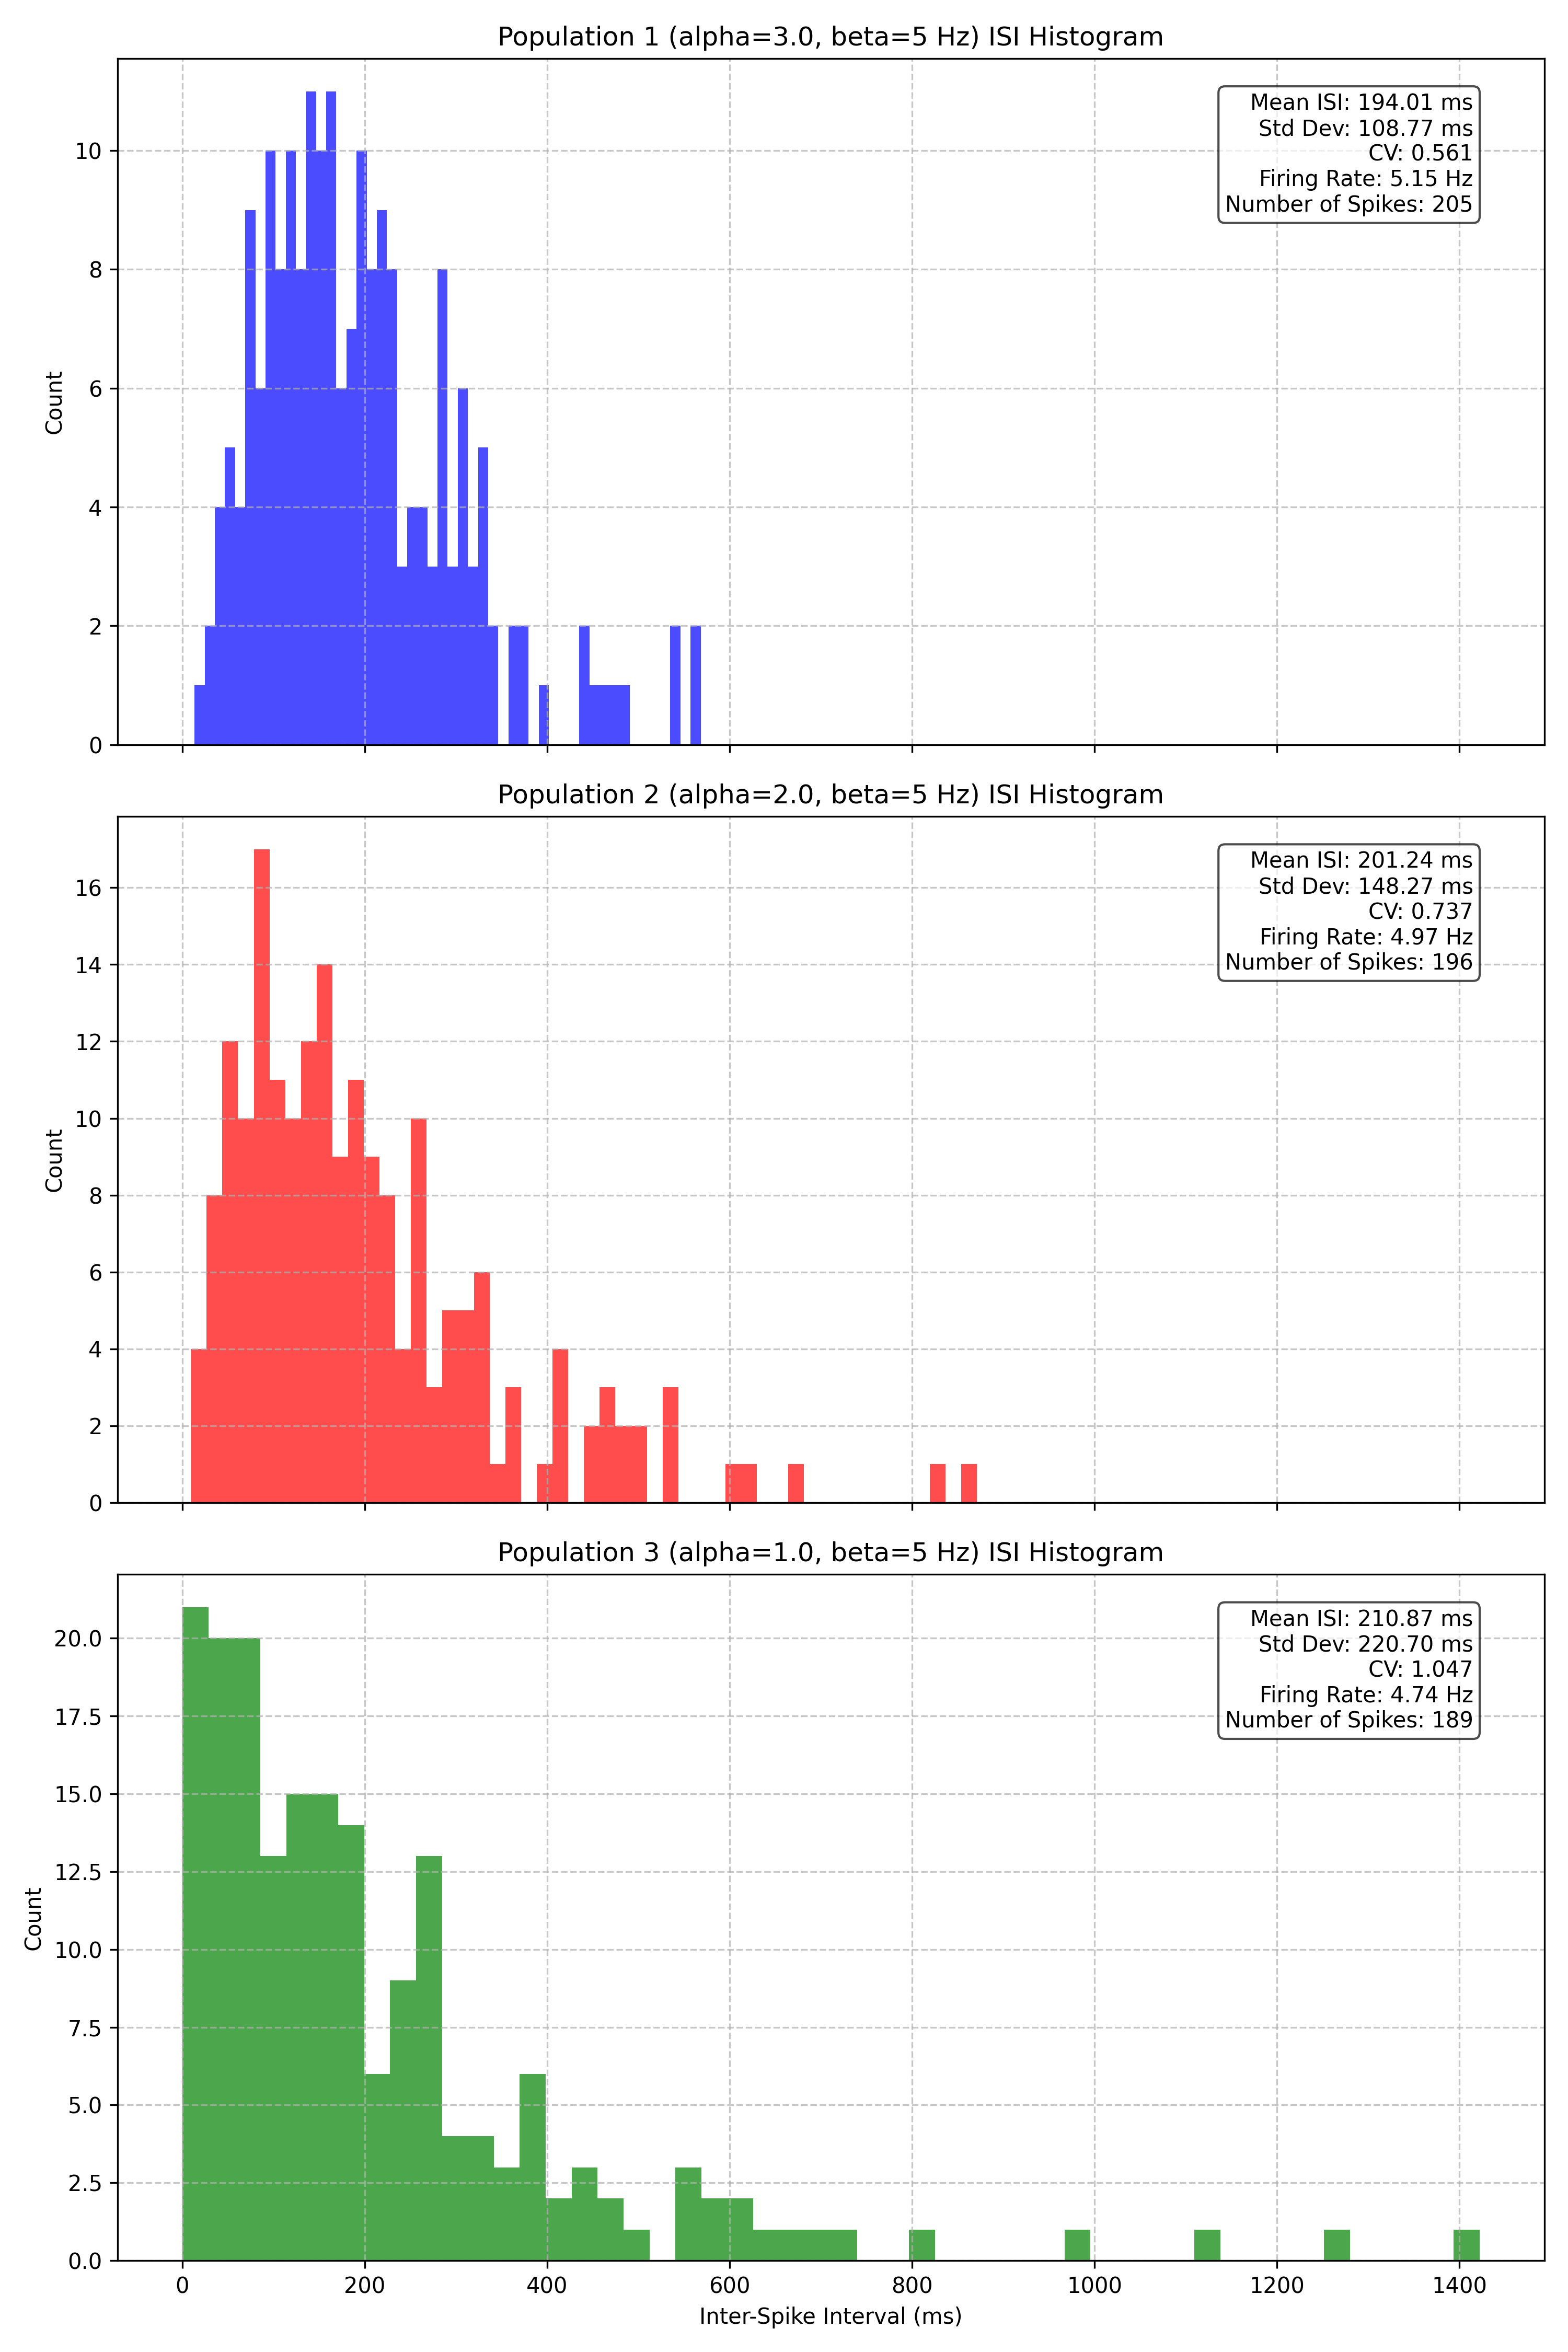 Population 1 (alpha=3.0, beta=5 Hz) ISI Histogram
Mean ISI: 194.01 ms
Std Dev: 108.77 ms
CV: 0.561
Firing Rate: 5.15 Hz
Number of Spikes: 205
10
8
6
4
2
0
Count
Population 2 (alpha=2.0, beta=5 Hz) ISI Histogram
Mean ISI: 201.24 ms
Std Dev: 148.27 ms
CV: 0.737
Firing Rate: 4.97 Hz
Number of Spikes: 196
16
14
12
10
8
6
4
2
0
Count
Population 3 (alpha=1.0, beta=5 Hz) ISI Histogram
Mean ISI: 210.87 ms
Std Dev: 220.70 ms
CV: 1.047
Firing Rate: 4.74 Hz
Number of Spikes: 189
20.0
17.5
15.0
12.5
10.0
7.5
5.0
2.5
0.0
Count
0 200 400 600 800 1000 1200 1400
Inter-Spike Interval (ms)